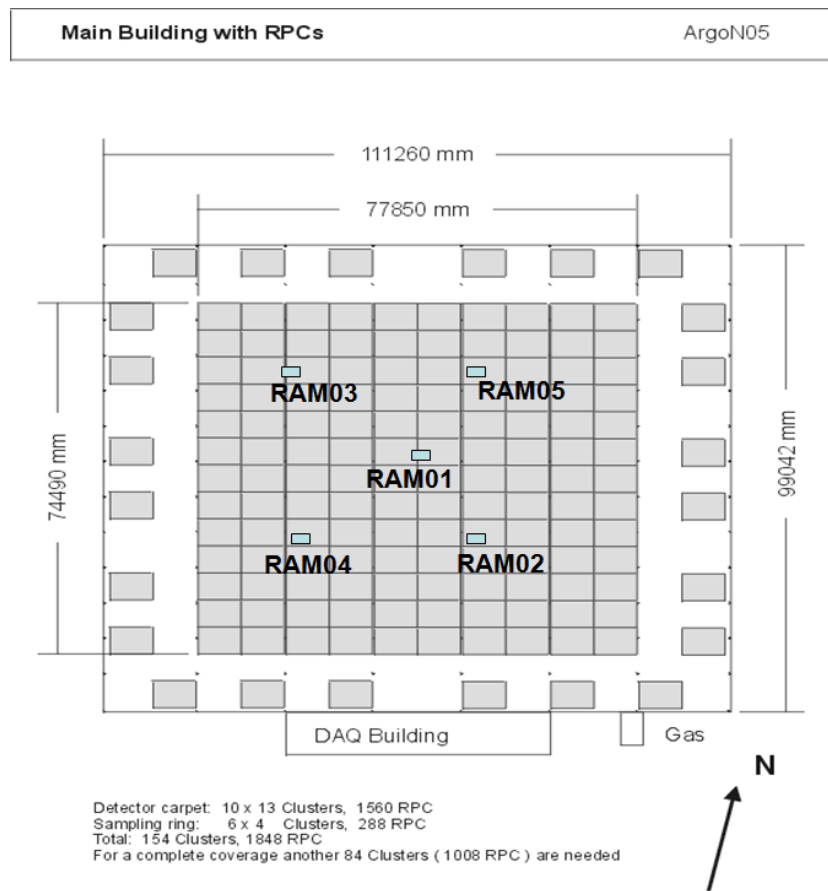 Main Building with RPCs ArgoN05
111260 mm
77850 mm
RAM03 RAM05
RAM01
74490 mm
99042 mm
RAM04 RAM02
DAQ Building Gas
N
Detector carpet: 10 x 13 Clusters, 1560 RPC
Sampling ring: 6 x 4 Clusters, 288 RPC
Total: 154 Clusters, 1848 RPC
For a complete coverage another 84 Clusters ( 1008 RPC ) are needed